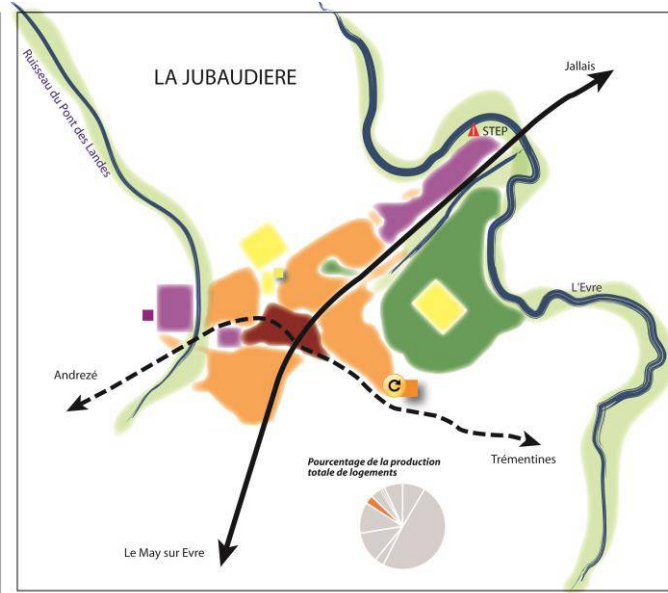 LA JUBAUDIERE
Jallais
Ruisseau du Pont des Landes
STEP
L'Evre
Andrezé
Trémentines
Pourcentage de la production
totale de logements
Le May sur Evre